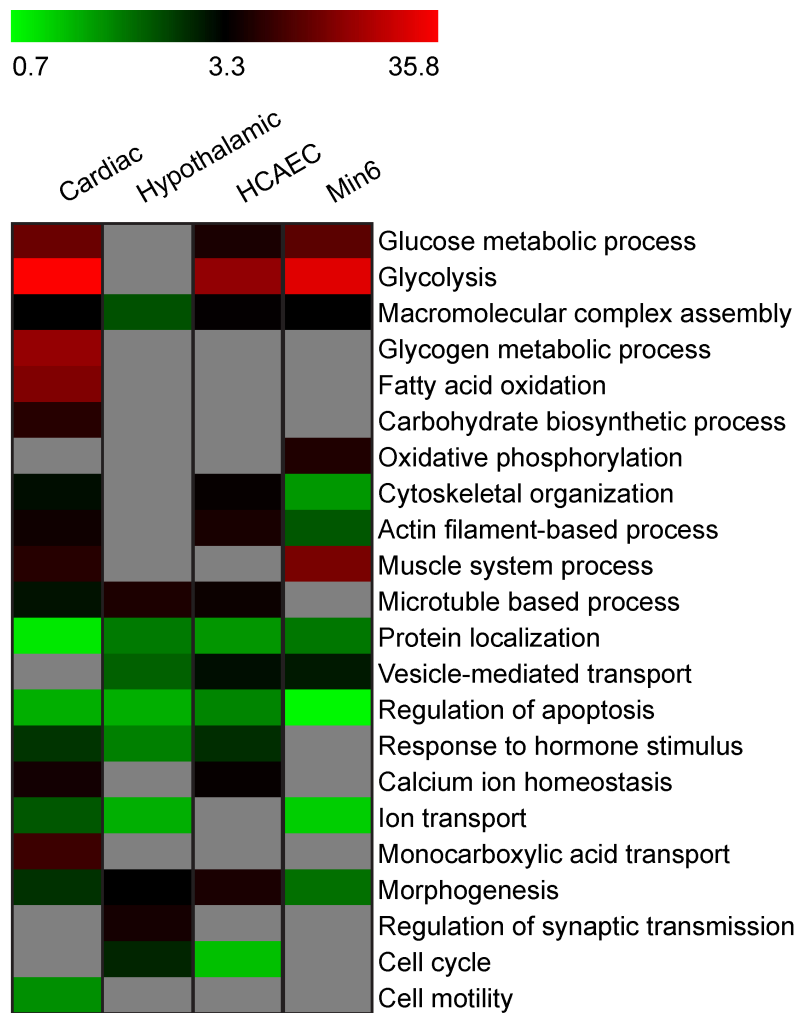 0.7 3.3 35.8
Cardiac
Hypothalamic
HCAEC
Min6
Glucose metabolic process
Glycolysis
Macromolecular complex assembly
Glycogen metabolic process
Fatty acid oxidation
Carbohydrate biosynthetic process
Oxidative phosphorylation
Cytoskeletal organization
Actin filament-based process
Muscle system process
Microtuble based process
Protein localization
Vesicle-mediated transport
Regulation of apoptosis
Response to hormone stimulus
Calcium ion homeostasis
Ion transport
Monocarboxylic acid transport
Morphogenesis
Regulation of synaptic transmission
Cell cycle
Cell motility